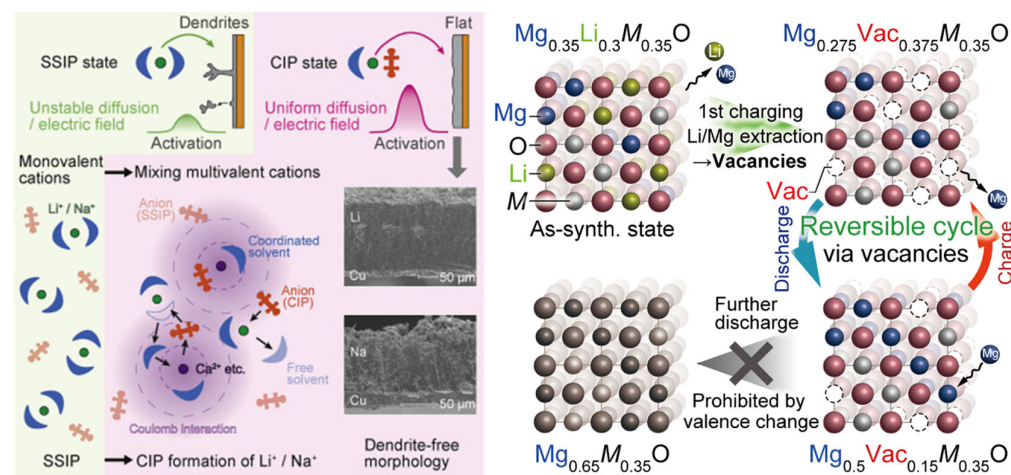 Dendrites
SSIP state
Unstable diffusion
/ electric field
Activation
Flat
CIP state
Uniform diffusion
/ electric field
Activation
Monovalent
cations
Mixing multivalent cations
Li⁺ / Na⁺
Anion
(SSIP)
Coordinated
solvent
Anion
(CIP)
Ca²⁺ etc.
Free
solvent
Coulomb interaction
SSIP
CIP formation of Li⁺ / Na⁺
Li
Cu
50 µm
Na
Cu
50 µm
Dendrite-free
morphology
Mg₀.₃₅Li₀.₃M₀.₃₅O
Li
Mg
Mg
O
Li
M
As-synth. state
1st charging
Li/Mg extraction
→Vacancies
Mg₀.₂₇₅Vac₀.₃₇₅M₀.₃₅O
Vac
Mg
Discharge
Reversible cycle
via vacancies
Charge
Further
discharge
Prohibited by
valence change
Mg
Mg₀.₆₅M₀.₃₅O
Mg₀.₅Vac₀.₁₅M₀.₃₅O